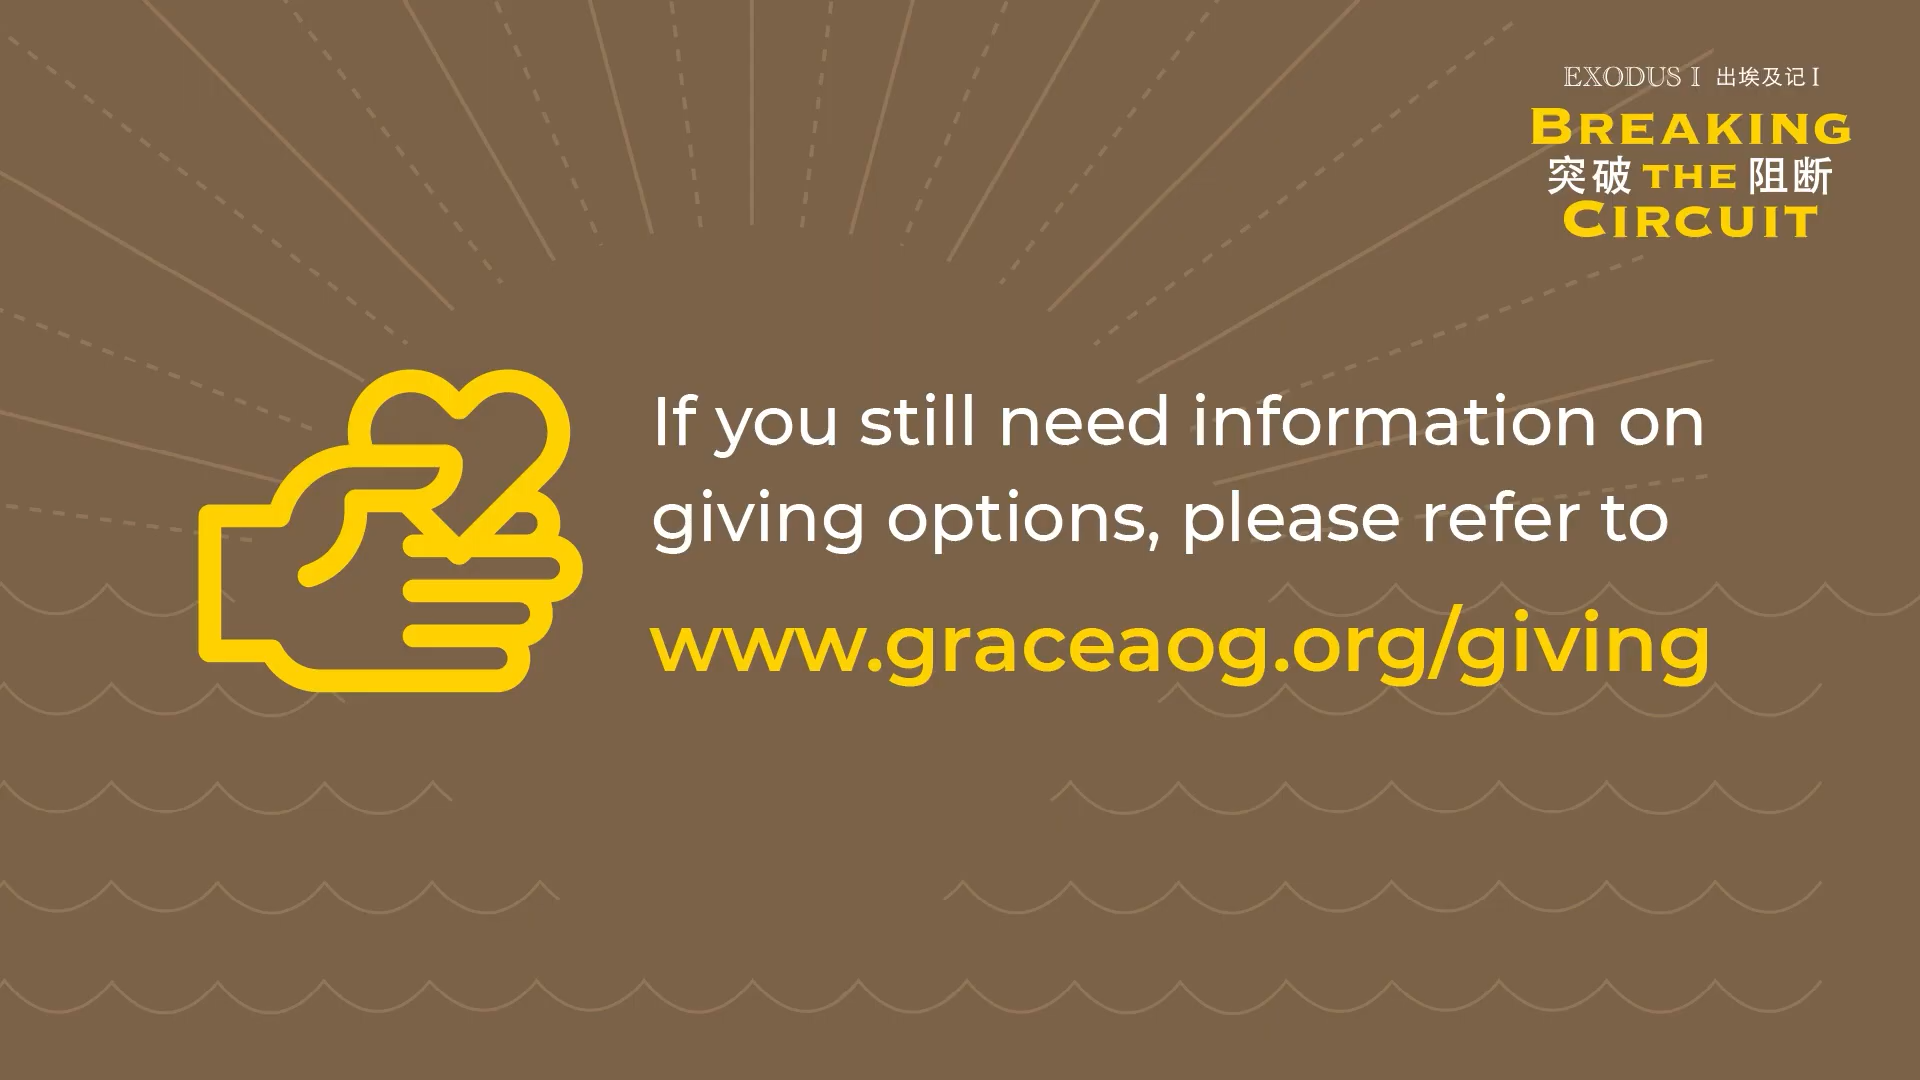 EXODUS I 出埃及记 I
BREAKING
突破 THE 阻断
CIRCUIT
If you still need information on
giving options, please refer to
www.graceaog.org/giving